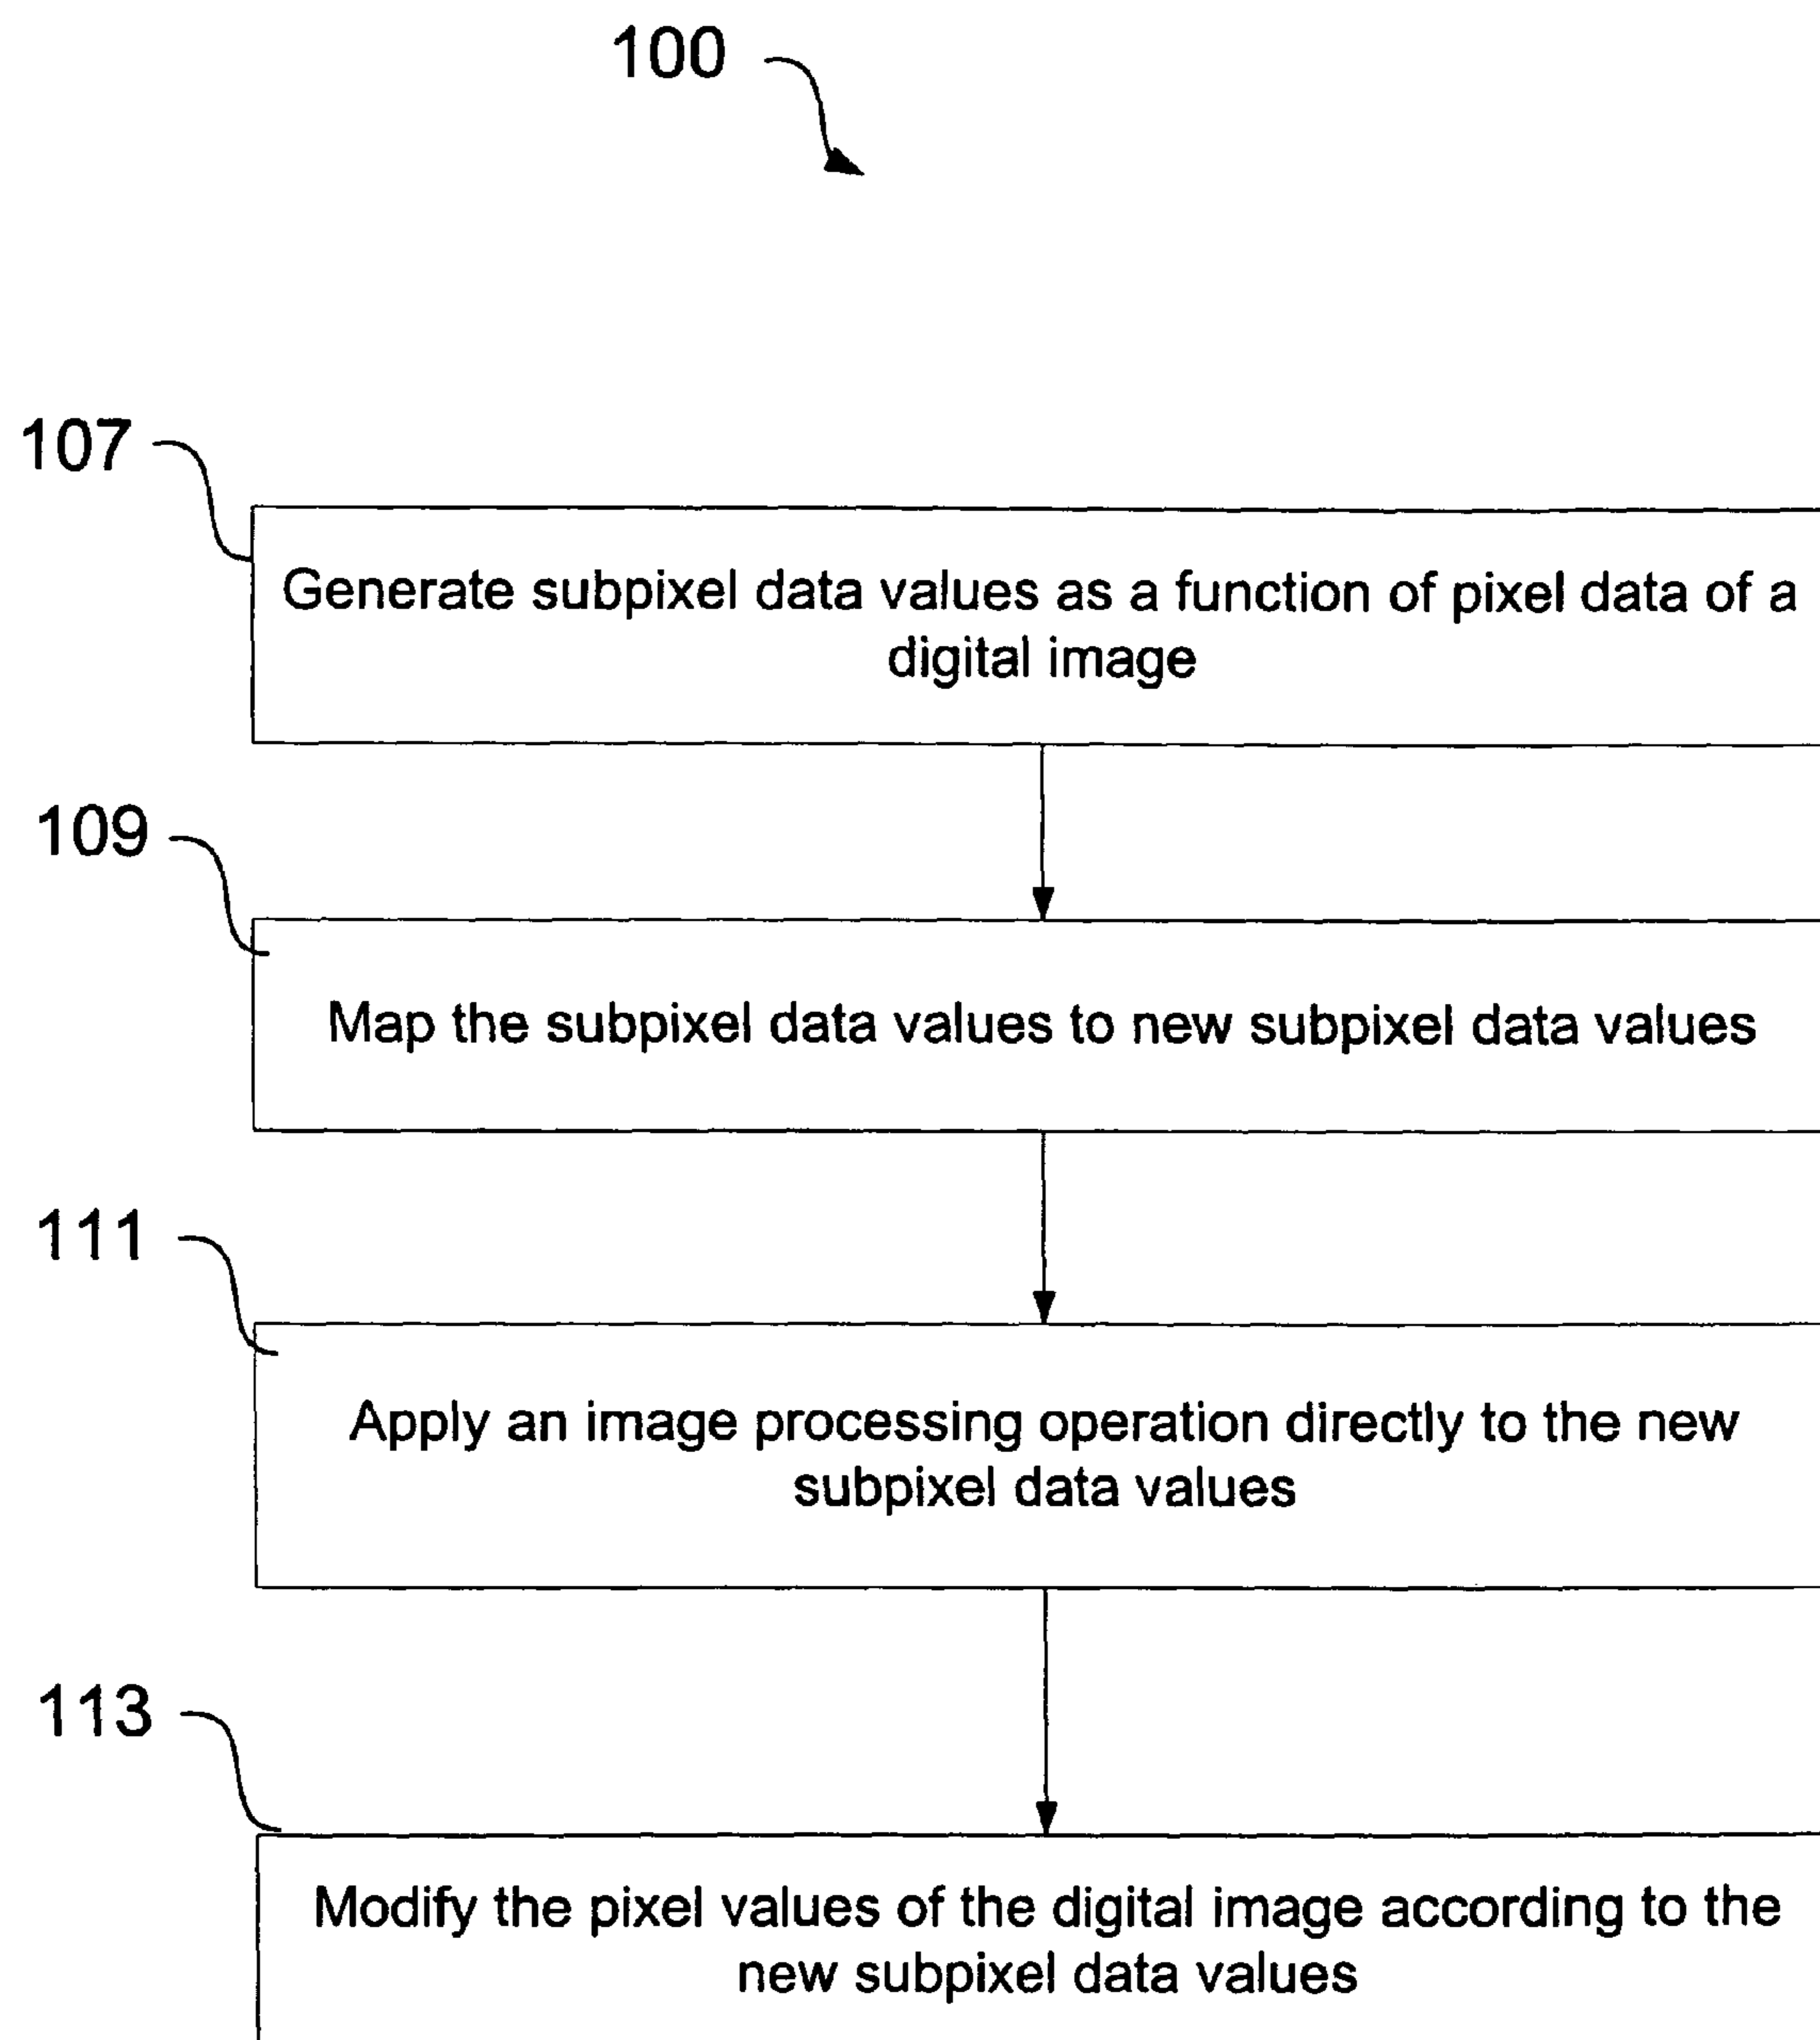 100
107
Generate subpixel data values as a function of pixel data of a
digital image
109
Map the subpixel data values to new subpixel data values
111
Apply an image processing operation directly to the new
subpixel data values
113
Modify the pixel values of the digital image according to the
new subpixel data values